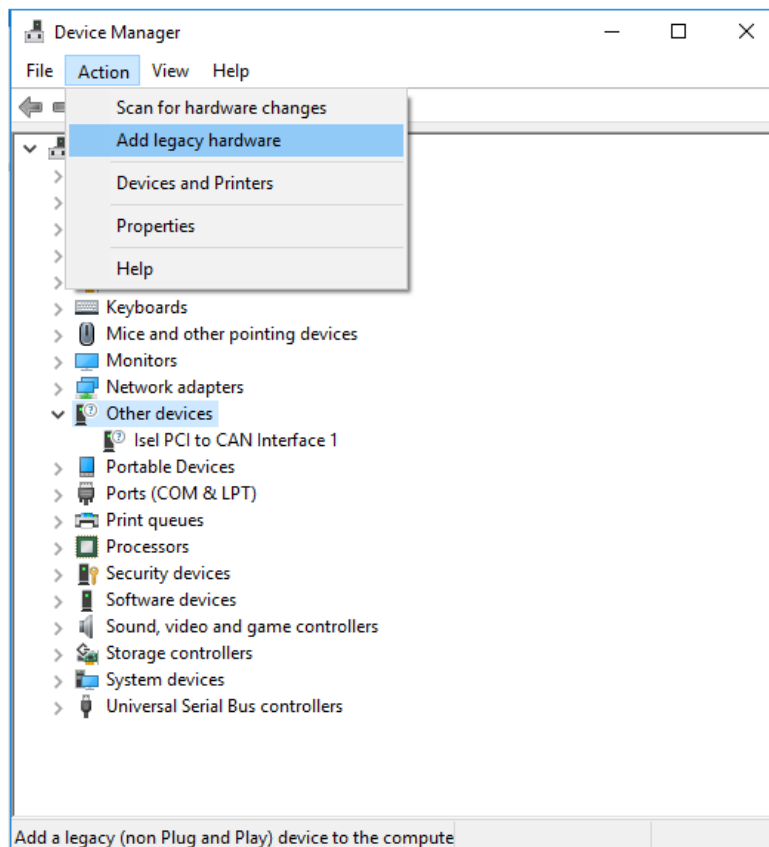 Device Manager
File Action View Help
Scan for hardware changes
Add legacy hardware
Devices and Printers
Properties
Help
Keyboards
Mice and other pointing devices
Monitors
Network adapters
Other devices
Isel PCI to CAN Interface 1
Portable Devices
Ports (COM & LPT)
Print queues
Processors
Security devices
Software devices
Sound, video and game controllers
Storage controllers
System devices
Universal Serial Bus controllers
Add a legacy (non Plug and Play) device to the compute